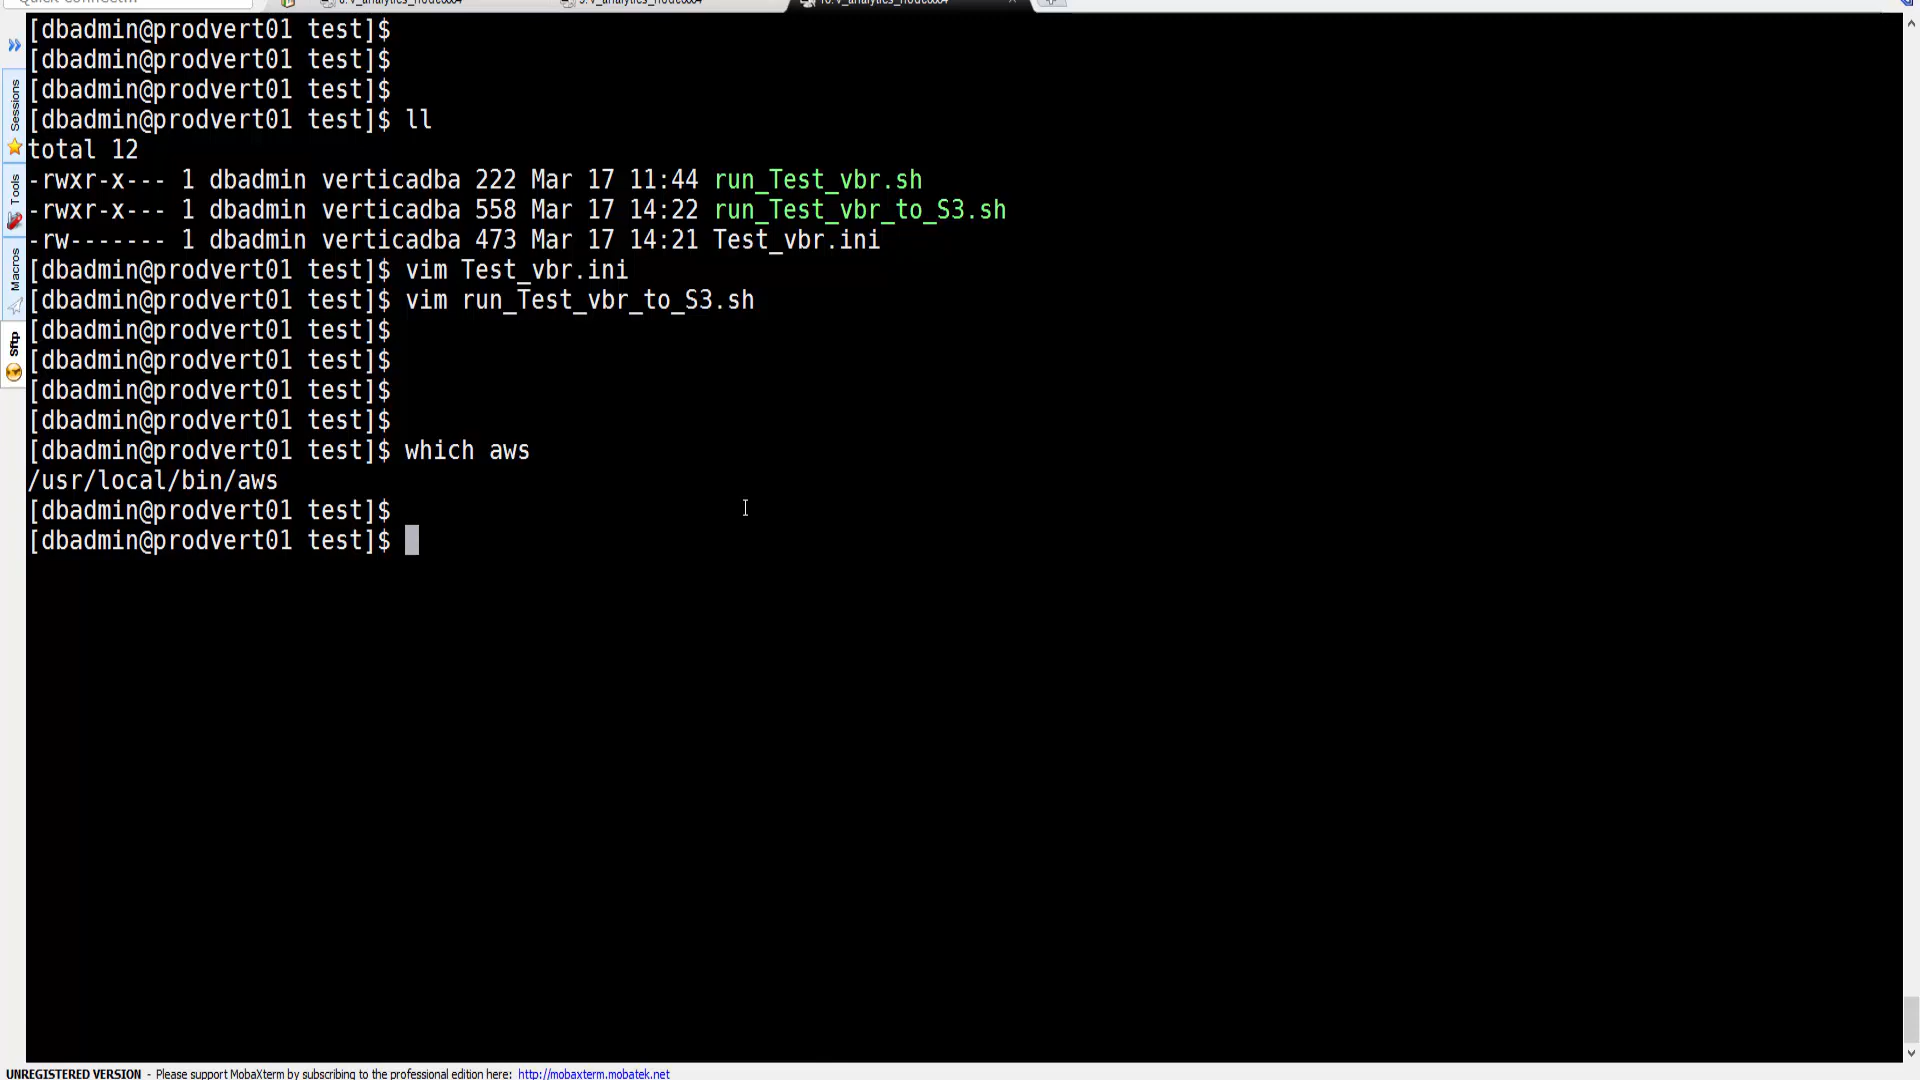 [dbadmin@prodvert01 test]$
[dbadmin@prodvert01 test]$
[dbadmin@prodvert01 test]$
[dbadmin@prodvert01 test]$ ll
total 12
-rwxr-x--- 1 dbadmin verticadba 222 Mar 17 11:44 run_Test_vbr.sh
-rwxr-x--- 1 dbadmin verticadba 558 Mar 17 14:22 run_Test_vbr_to_S3.sh
-rw------- 1 dbadmin verticadba 473 Mar 17 14:21 Test_vbr.ini
[dbadmin@prodvert01 test]$ vim Test_vbr.ini
[dbadmin@prodvert01 test]$ vim run_Test_vbr_to_S3.sh
[dbadmin@prodvert01 test]$
[dbadmin@prodvert01 test]$
[dbadmin@prodvert01 test]$
[dbadmin@prodvert01 test]$
[dbadmin@prodvert01 test]$ which aws
/usr/local/bin/aws
[dbadmin@prodvert01 test]$
[dbadmin@prodvert01 test]$
Sessions
Tools
Macros
Sftp
UNREGISTERED VERSION - Please support MobaXterm by subscribing to the professional edition here: http://mobaxterm.mobatek.net